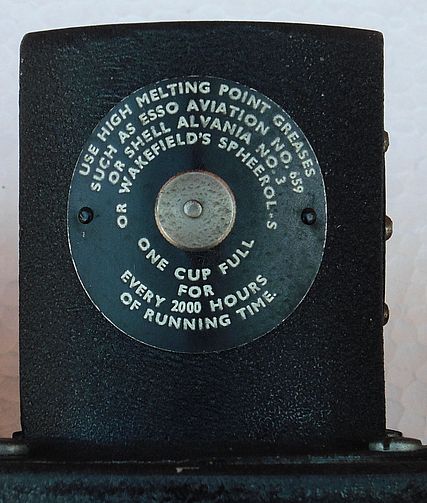 USE HIGH MELTING POINT GREASES
SUCH AS ESSO AVIATION NO. 659
OR SHELL ALVANIA NO. 3
OR WAKEFIELD'S SPHEEROL-S
ONE CUP FULL
FOR
EVERY 2000 HOURS
OF RUNNING TIME.